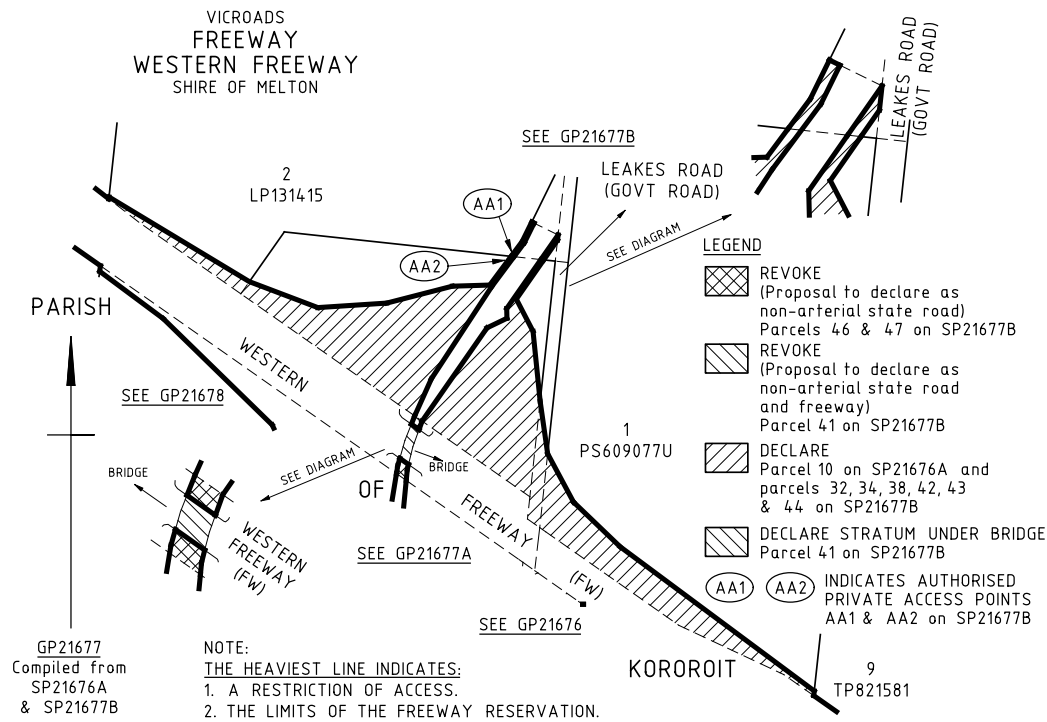 VICROADS
FREEWAY
WESTERN FREEWAY
SHIRE OF MELTON
SEE GP21677B
LEAKES ROAD
(GOVT ROAD)
LEAKES ROAD
(GOVT ROAD)
2
LP131415
AA1
AA2
SEE DIAGRAM
PARISH
WESTERN
SEE GP21678
1
PS609077U
BRIDGE
SEE DIAGRAM
BRIDGE
OF
FREEWAY
(FW)
WESTERN
FREEWAY
(FW)
SEE GP21677A
SEE GP21676
KOROROIT
9
TP821581
LEGEND
REVOKE
(Proposal to declare as
non-arterial state road)
Parcels 46 & 47 on SP21677B
REVOKE
(Proposal to declare as
non-arterial state road
and freeway)
Parcel 41 on SP21677B
DECLARE
Parcel 10 on SP21676A and
parcels 32, 34, 38, 42, 43
& 44 on SP21677B
DECLARE STRATUM UNDER BRIDGE
Parcel 41 on SP21677B
AA1 AA2 INDICATES AUTHORISED
PRIVATE ACCESS POINTS
AA1 & AA2 on SP21677B
GP21677
Compiled from
SP21676A
& SP21677B
NOTE:
THE HEAVIEST LINE INDICATES:
1. A RESTRICTION OF ACCESS.
2. THE LIMITS OF THE FREEWAY RESERVATION.